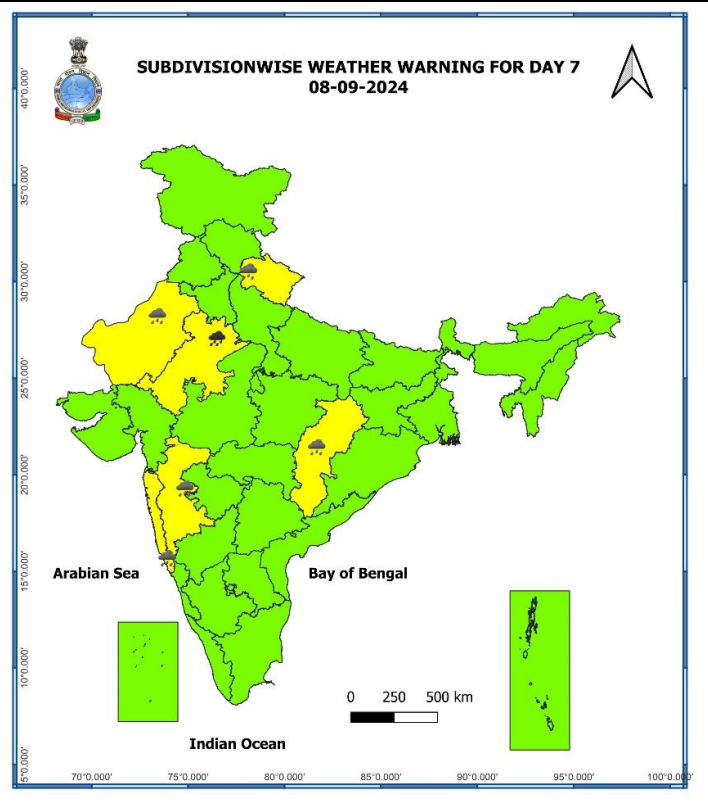 SUBDIVISIONWISE WEATHER WARNING FOR DAY 7
08-09-2024
40°0.000'
35°0.000'
30°0.000'
25°0.000'
20°0.000'
15°0.000'
10°0.000'
5°0.000'
Arabian Sea
Bay of Bengal
0 250 500 km
Indian Ocean
70°0.000' 75°0.000' 80°0.000' 85°0.000' 90°0.000' 95°0.000' 100°0.000'